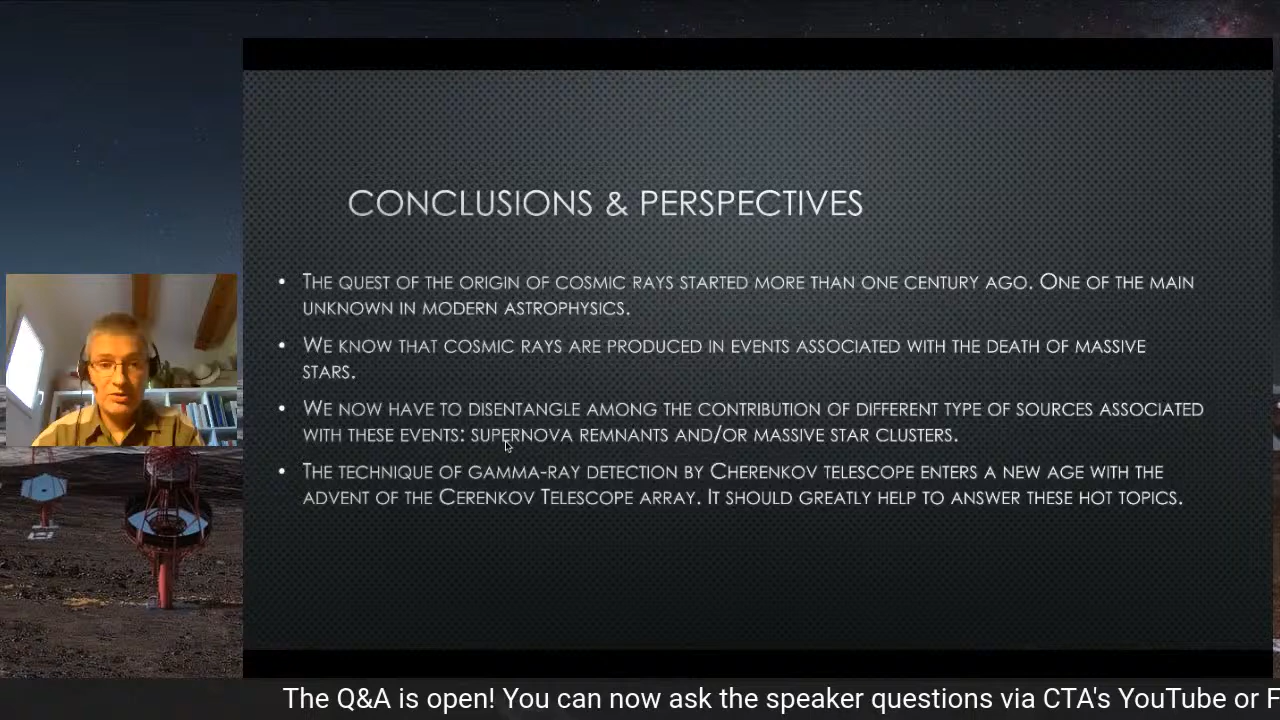 CONCLUSIONS & PERSPECTIVES
• THE QUEST OF THE ORIGIN OF COSMIC RAYS STARTED MORE THAN ONE CENTURY AGO. ONE OF THE MAIN
UNKNOWN IN MODERN ASTROPHYSICS.
• WE KNOW THAT COSMIC RAYS ARE PRODUCED IN EVENTS ASSOCIATED WITH THE DEATH OF MASSIVE
STARS.
• WE NOW HAVE TO DISENTANGLE AMONG THE CONTRIBUTION OF DIFFERENT TYPE OF SOURCES ASSOCIATED
WITH THESE EVENTS: SUPERNOVA REMNANTS AND/OR MASSIVE STAR CLUSTERS.
• THE TECHNIQUE OF GAMMA-RAY DETECTION BY CHERENKOV TELESCOPE ENTERS A NEW AGE WITH THE
ADVENT OF THE CERENKOV TELESCOPE ARRAY. IT SHOULD GREATLY HELP TO ANSWER THESE HOT TOPICS.
The Q&A is open! You can now ask the speaker questions via CTA's YouTube or F